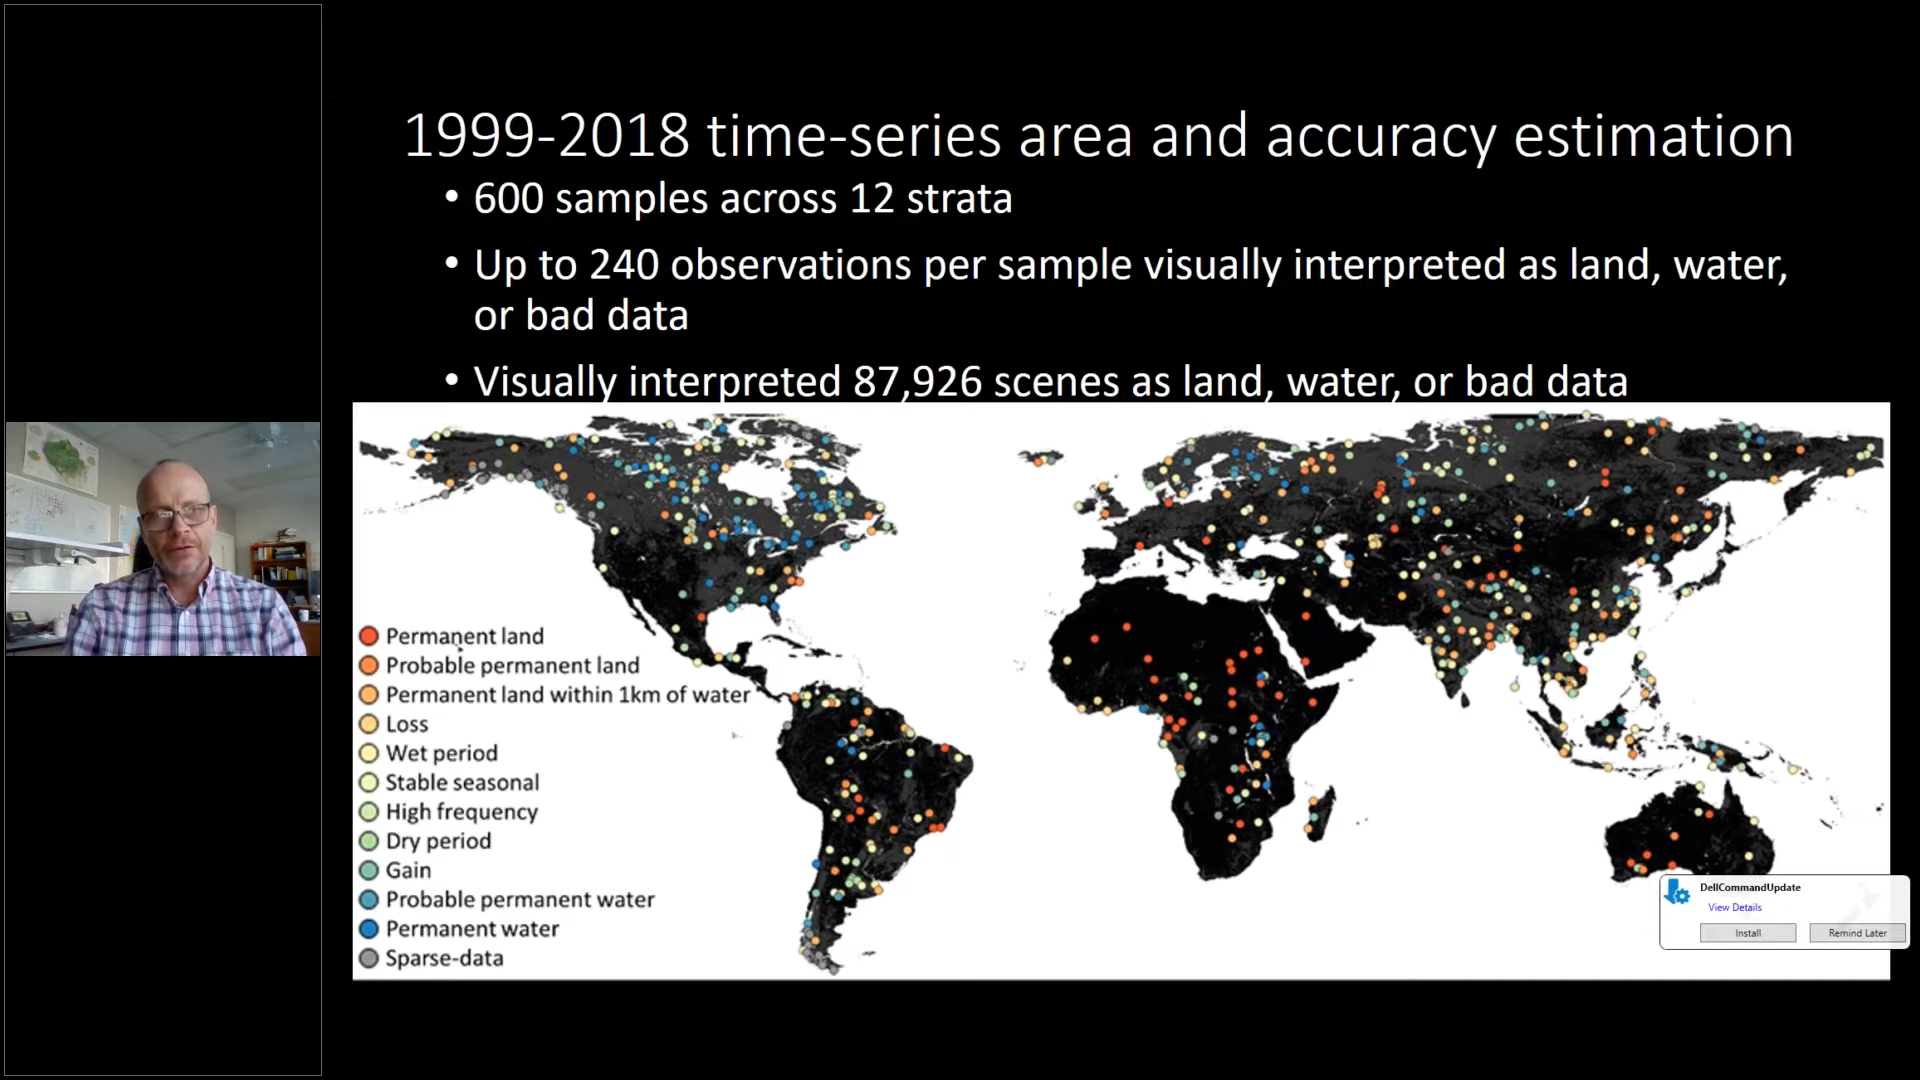 1999-2018 time-series area and accuracy estimation
• 600 samples across 12 strata
• Up to 240 observations per sample visually interpreted as land, water,
or bad data
• Visually interpreted 87,926 scenes as land, water, or bad data
Permanent land
Probable permanent land
Permanent land within 1km of water
Loss
Wet period
Stable seasonal
High frequency
Dry period
Gain
Probable permanent water
Permanent water
Sparse-data
DellCommandUpdate
View Details
Install
Remind Later